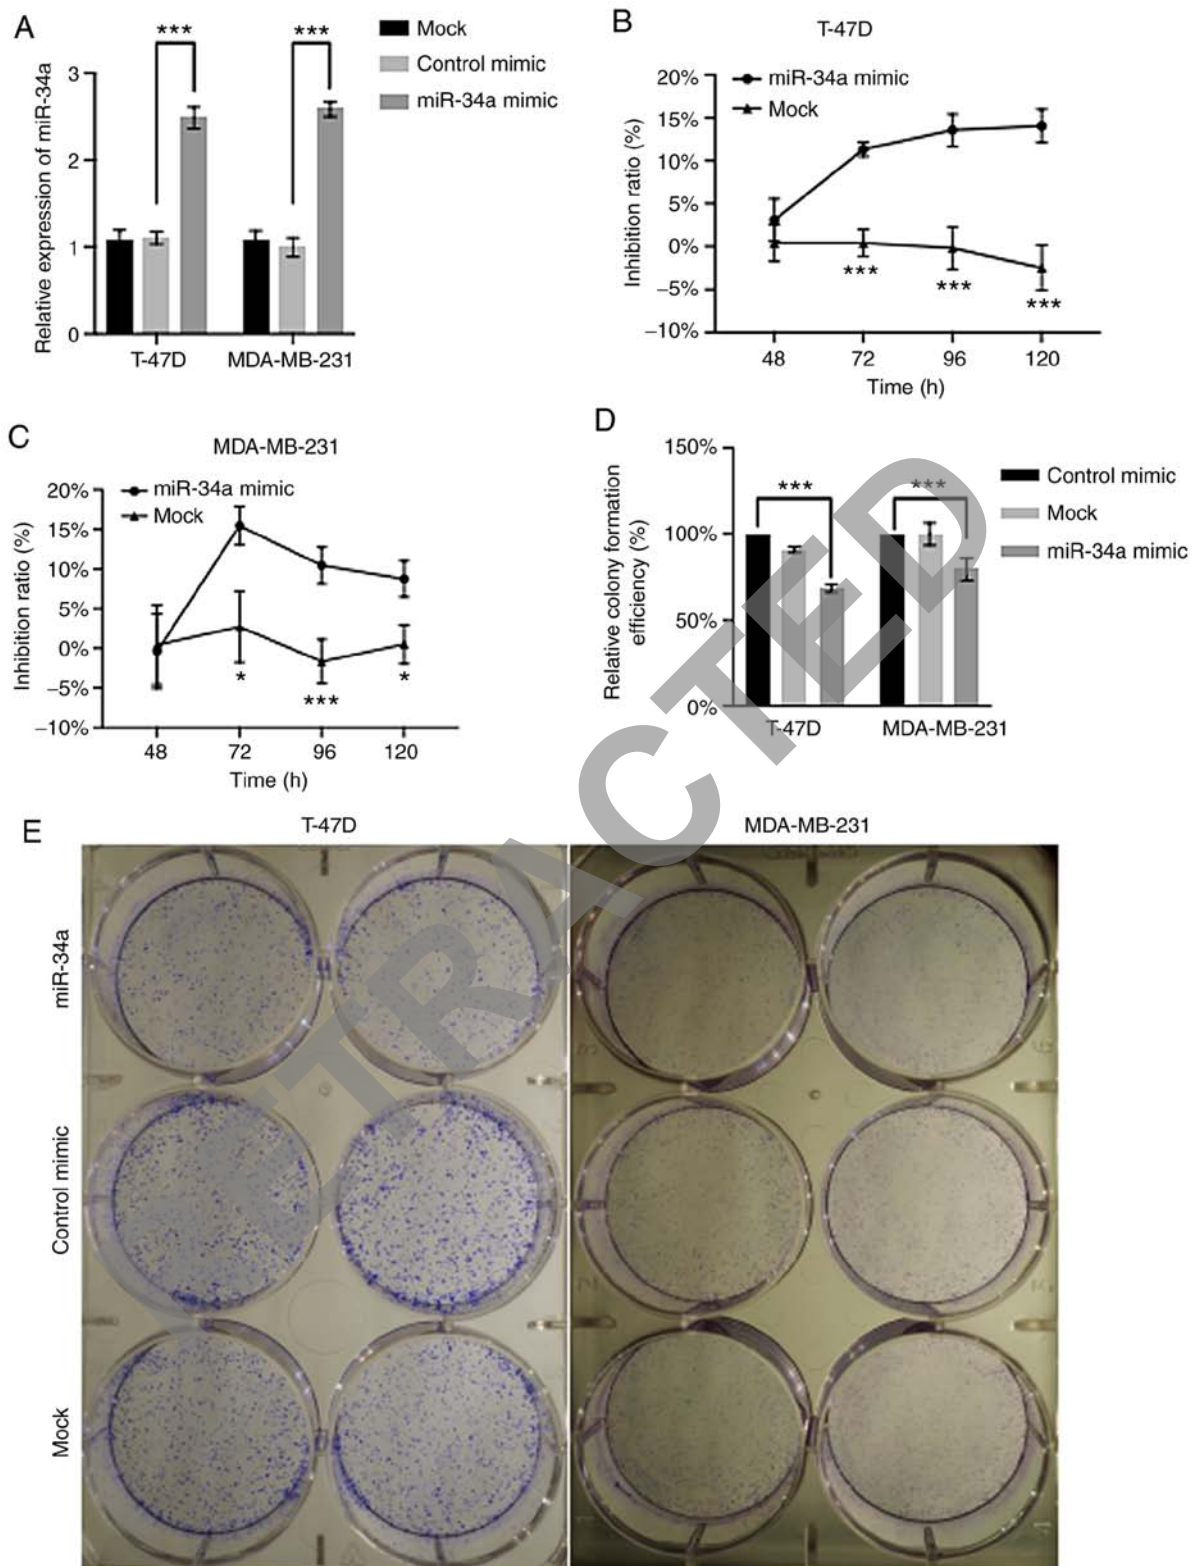 A
***
***
Mock
Control mimic
miR-34a mimic
Relative expression of miR-34a
3
2
1
0
T-47D
MDA-MB-231
B
T-47D
miR-34a mimic
Mock
Inhibition ratio (%)
20%
15%
10%
5%
0%
−5%
−10%
***
***
***
48
72
96
120
Time (h)
C
MDA-MB-231
miR-34a mimic
Mock
Inhibition ratio (%)
20%
15%
10%
5%
0%
−5%
−10%
*
***
*
48
72
96
120
Time (h)
D
Relative colony formation
efficiency (%)
150%
100%
50%
0%
***
***
Control mimic
Mock
miR-34a mimic
T-47D
MDA-MB-231
E
T-47D
MDA-MB-231
miR-34a
Control mimic
Mock
RETRACTED